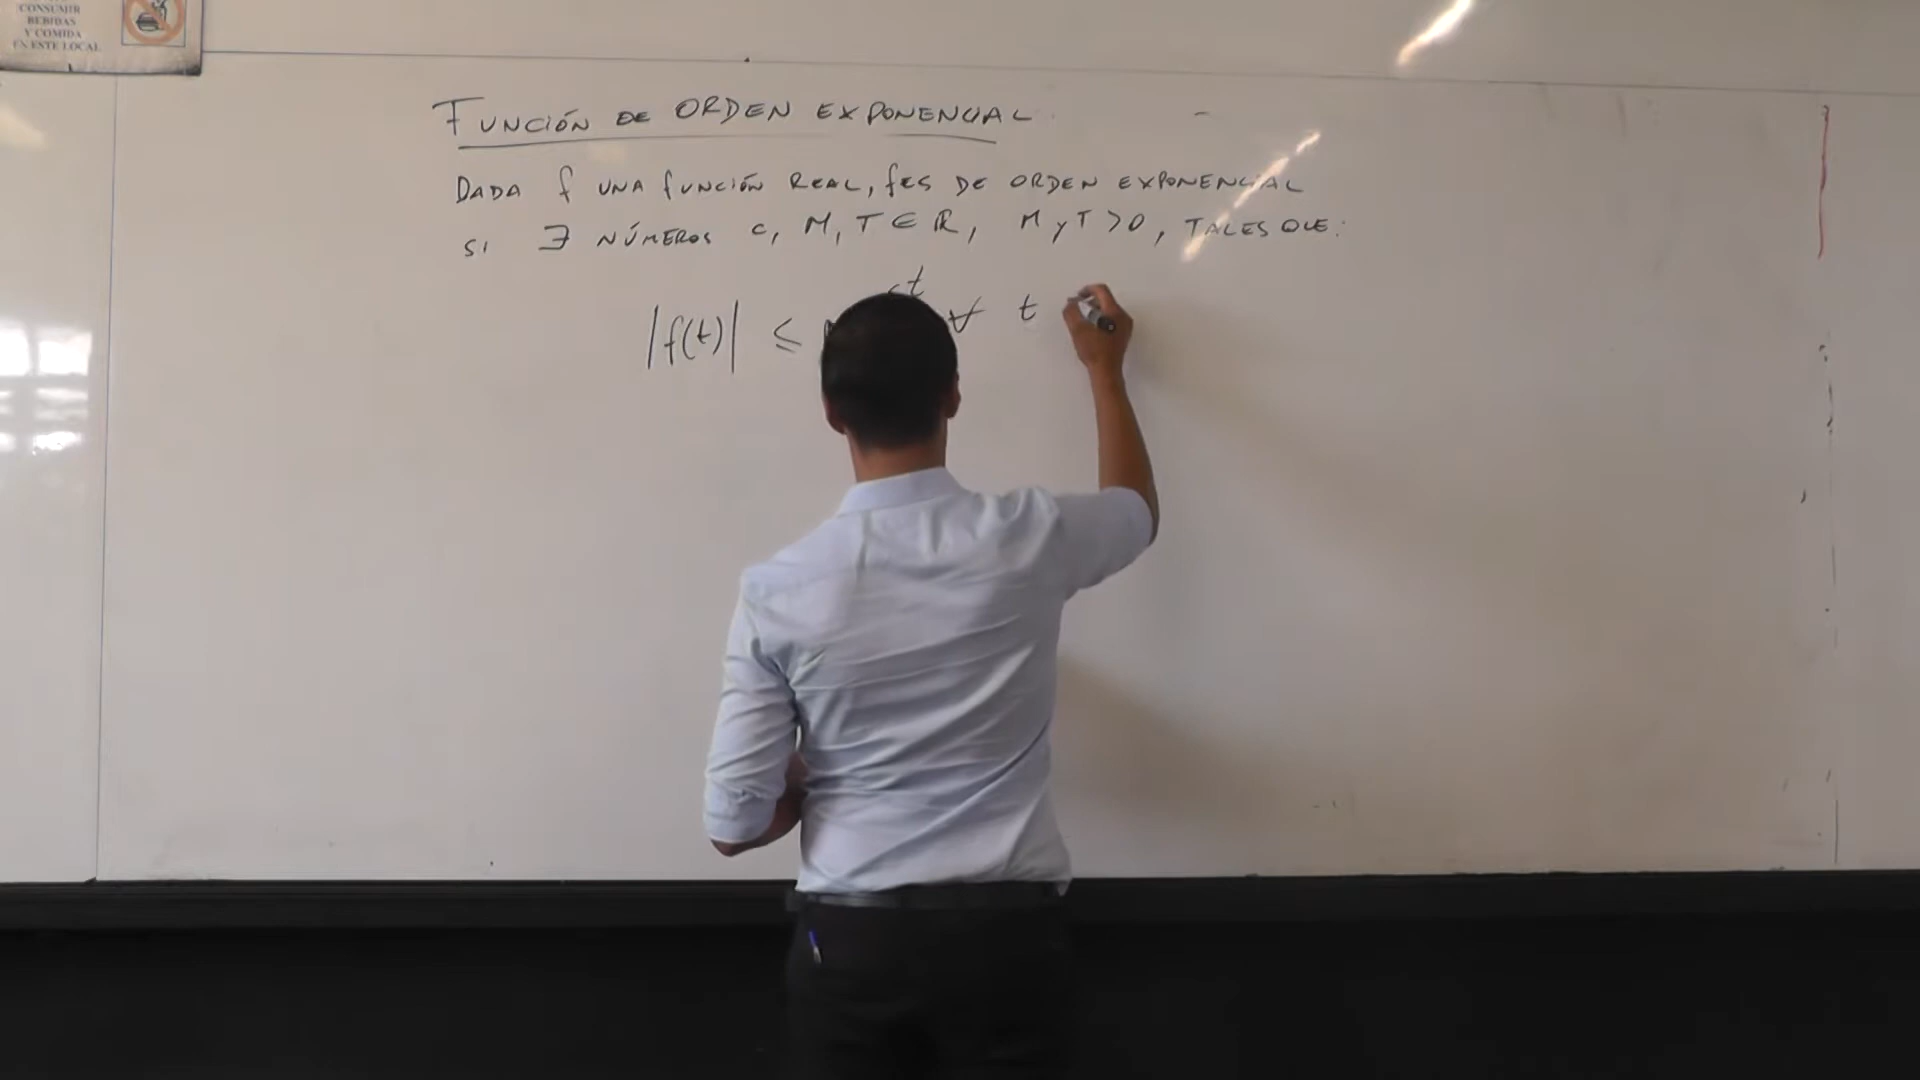 CONSUMIR
BEBIDAS
Y COMIDA
EN ESTE LOCAL
FUNCIÓN DE ORDEN EXPONENCIAL
DADA f UNA fUNCIÓN REAL, f ES DE ORDEN EXPONENCIAL
SI ∃ NÚMEROS c, M, T ∈ ℝ, M y T > 0, TALES QUE:
|f(t)| ≤ ct ∀ t